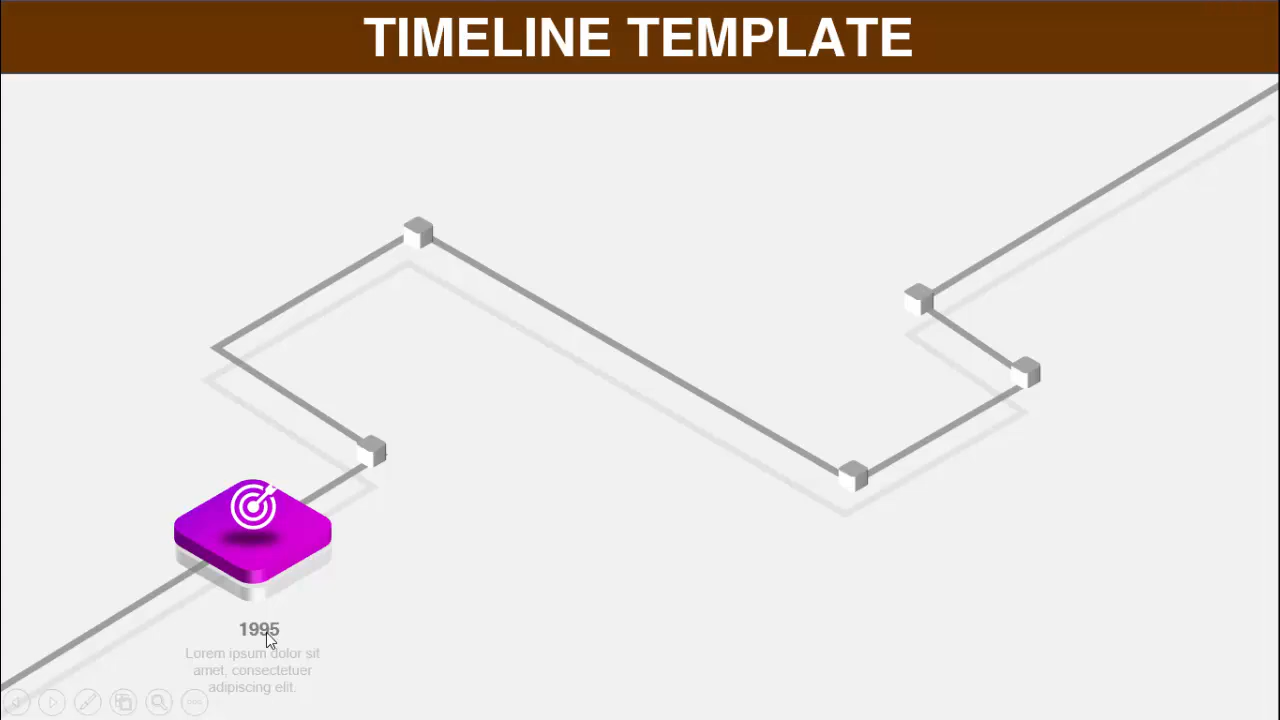 TIMELINE TEMPLATE
1995
Lorem ipsum dolor sit
amet, consectetuer
adipiscing elit.